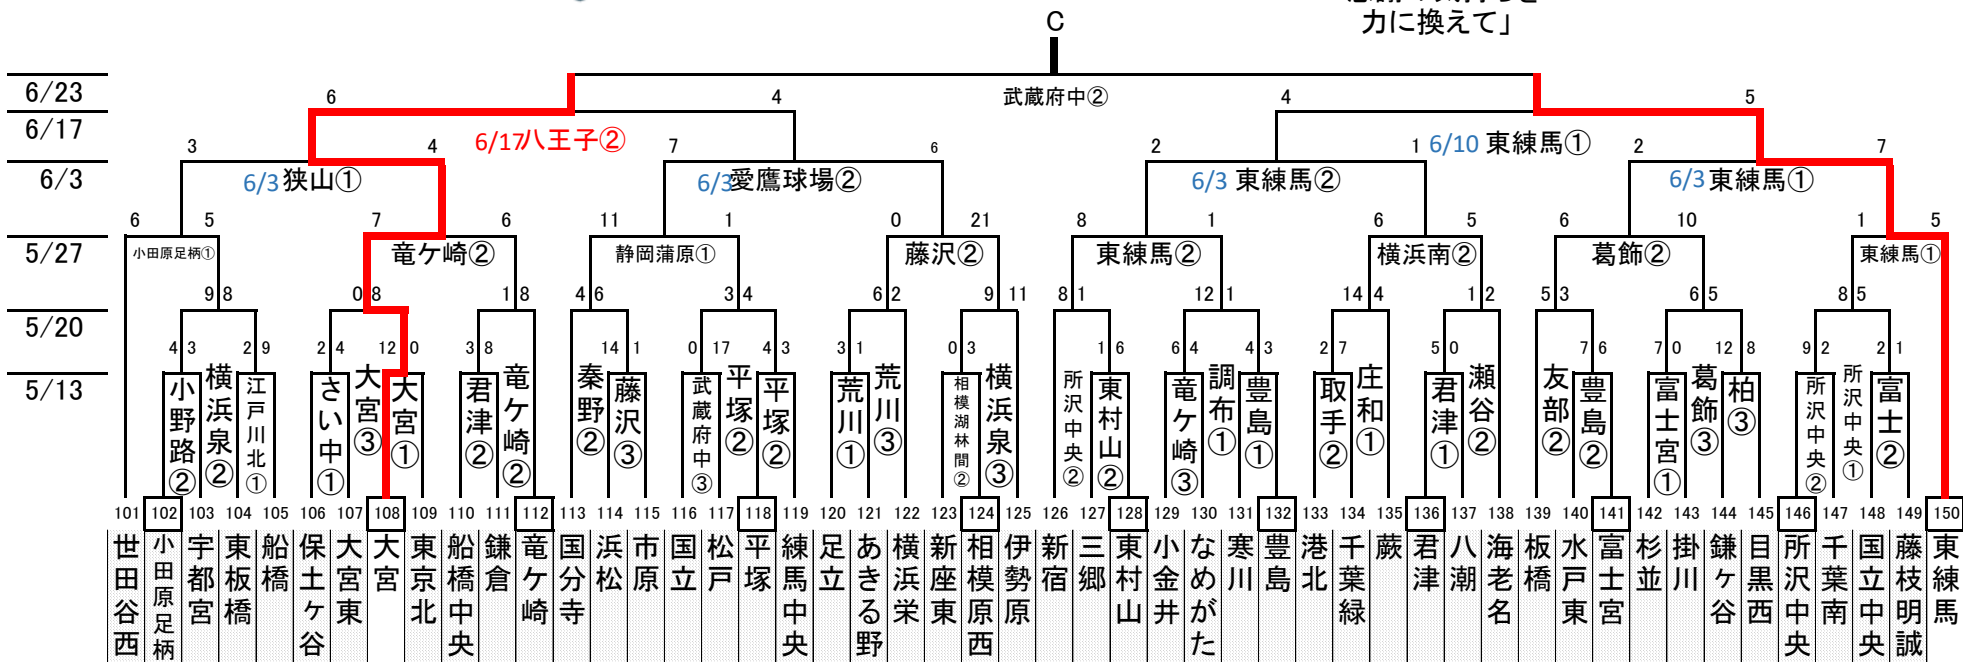 力に換えて」
C
6/23
6/17
6/3
5/27
5/20
5/13
6 4 武蔵府中② 4 5
6/17八王子② 6/10 東練馬①
3 4 7 6 2 1 2 7
6/3 狭山① 6/3 愛鷹球場② 6/3 東練馬② 6/3 東練馬①
6 5 7 6 11 1 0 21 8 1 6 5 6 10 1 5
小田原足柄① 竜ケ崎② 静岡蒲原① 藤沢② 東練馬② 横浜南② 葛飾② 東練馬①
9 8 0 8 1 8 4 6 3 4 6 2 9 11 8 1 12 1 14 4 1 2 5 3 6 5 8 5
4 3 2 9 2 4 12 0 3 8 14 1 0 17 4 3 3 1 0 3 1 6 6 4 4 3 2 7 5 0 7 6 7 0 12 8 9 2 2 1
小野路②
横浜泉②
江戸川北①
さい中①
大宮③
大宮①
君津②
竜ケ崎②
秦野②
藤沢③
武蔵府中③
平塚②
平塚②
荒川①
荒川③
相模湖林間②
横浜泉③
所沢中央②
東村山②
竜ケ崎③
調布①
豊島①
取手②
庄和①
君津①
瀬谷②
友部②
豊島②
富士宮①
葛飾③
柏③
所沢中央②
所沢中央①
富士②
101 102 103 104 105 106 107 108 109 110 111 112 113 114 115 116 117 118 119 120 121 122 123 124 125 126 127 128 129 130 131 132 133 134 135 136 137 138 139 140 141 142 143 144 145 146 147 148 149 150
世田谷西
小田原足柄
宇都宮
東板橋
船橋
保土ヶ谷
大宮東
大宮
東京北
船橋中央
鎌倉
竜ケ崎
国分寺
浜松
市原
国立
松戸
平塚
練馬中央
足立
あきる野
横浜栄
新座東
相模原西
伊勢原
新宿
三郷
東村山
小金井
なめがた
寒川
豊島
港北
千葉緑
蕨
君津
八潮
海老名
板橋
水戸東
富士宮
杉並
掛川
鎌ヶ谷
目黒西
所沢中央
千葉南
国立中央
藤枝明誠
東練馬